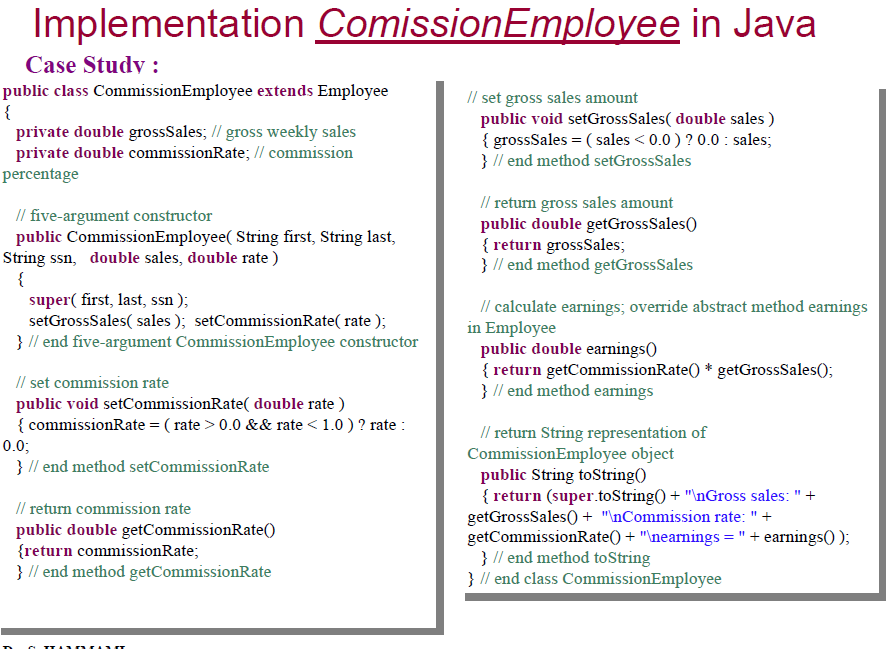 Implementation ComissionEmployee in Java
Case Study :
public class CommissionEmployee extends Employee
{
private double grossSales; // gross weekly sales
private double commissionRate; // commission
percentage
// five-argument constructor
public CommissionEmployee( String first, String last,
String ssn, double sales, double rate )
{
super( first, last, ssn );
setGrossSales( sales ); setCommissionRate( rate );
} // end five-argument CommissionEmployee constructor
// set commission rate
public void setCommissionRate( double rate )
{ commissionRate = ( rate > 0.0 && rate < 1.0 ) ? rate :
0.0;
} // end method setCommissionRate
// return commission rate
public double getCommissionRate()
{return commissionRate;
} // end method getCommissionRate
// set gross sales amount
public void setGrossSales( double sales )
{ grossSales = ( sales < 0.0 ) ? 0.0 : sales;
} // end method setGrossSales
// return gross sales amount
public double getGrossSales()
{ return grossSales;
} // end method getGrossSales
// calculate earnings; override abstract method earnings
in Employee
public double earnings()
{ return getCommissionRate() * getGrossSales();
} // end method earnings
// return String representation of
CommissionEmployee object
public String toString()
{ return (super.toString() + "\nGross sales: " +
getGrossSales() + "\nCommission rate: " +
getCommissionRate() + "\nearnings = " + earnings() );
} // end method toString
} // end class CommissionEmployee